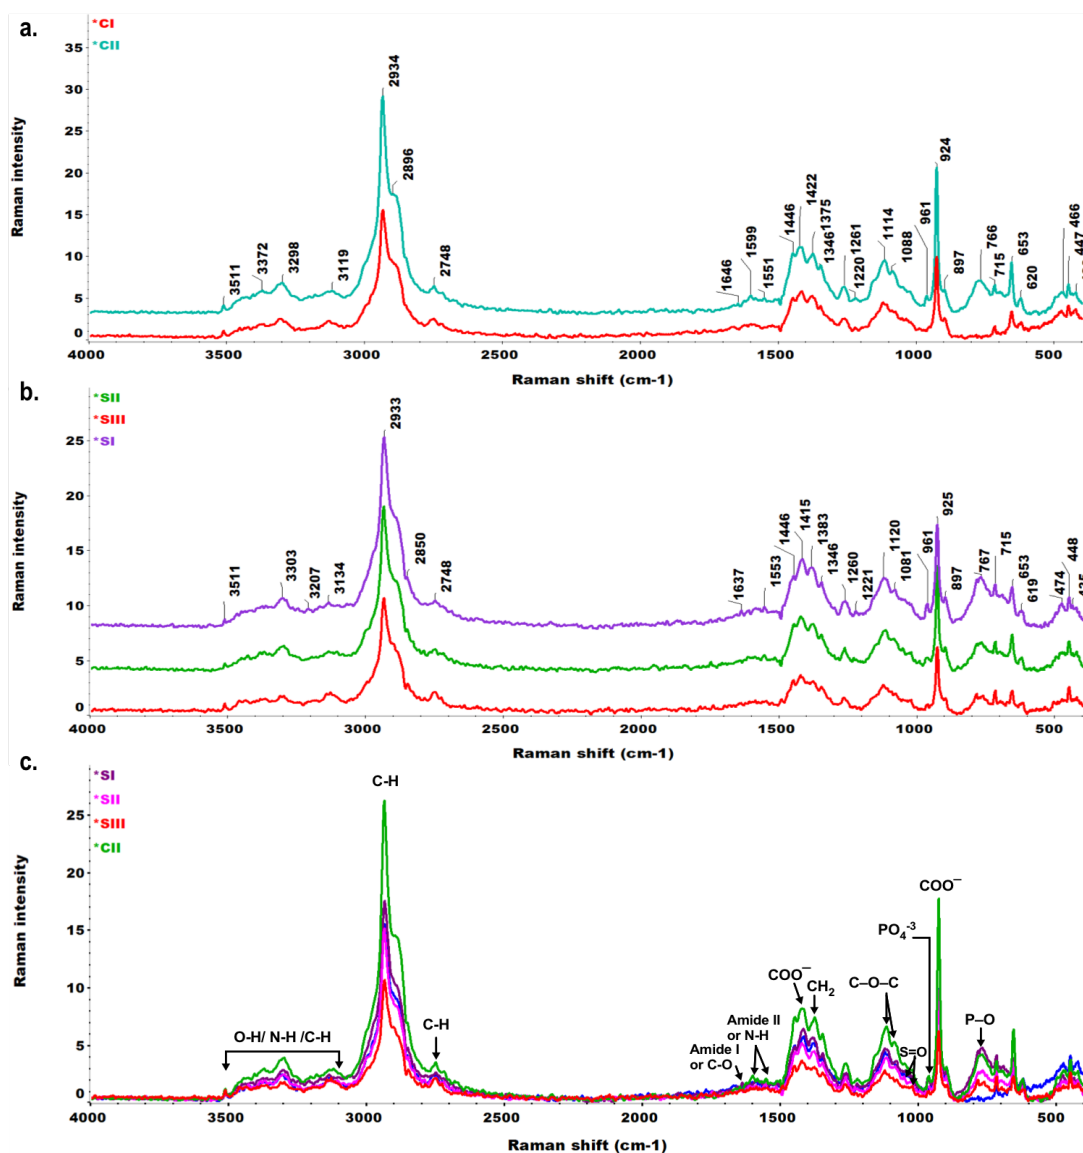 a.
*CI
*CII
35
30
25
20
15
10
5
0
Raman intensity
2934
2896
3511
3372
3298
3119
2748
1646
1599
1551
1446
1422
1375
1346
1261
1220
1114
1088
961
924
897
766
715
653
620
466
447
4000 3500 3000 2500 2000 1500 1000 500
Raman shift (cm-1)
b.
*SII
*SIII
*SI
25
20
15
10
5
0
Raman intensity
2933
2850
3511
3303
3207
3134
2748
1637
1553
1446
1415
1383
1346
1260
1221
1120
1081
961
925
897
767
715
653
619
474
448
4000 3500 3000 2500 2000 1500 1000 500
Raman shift (cm-1)
c.
*SI
*SII
*SIII
*CII
25
20
15
10
5
0
Raman intensity
C-H
O-H/ N-H /C-H
C-H
Amide I
or C-O
Amide II
or N-H
COO⁻
CH₂
C–O–C
S=O
PO₄⁻³
COO⁻
P–O
4000 3500 3000 2500 2000 1500 1000 500
Raman shift (cm-1)